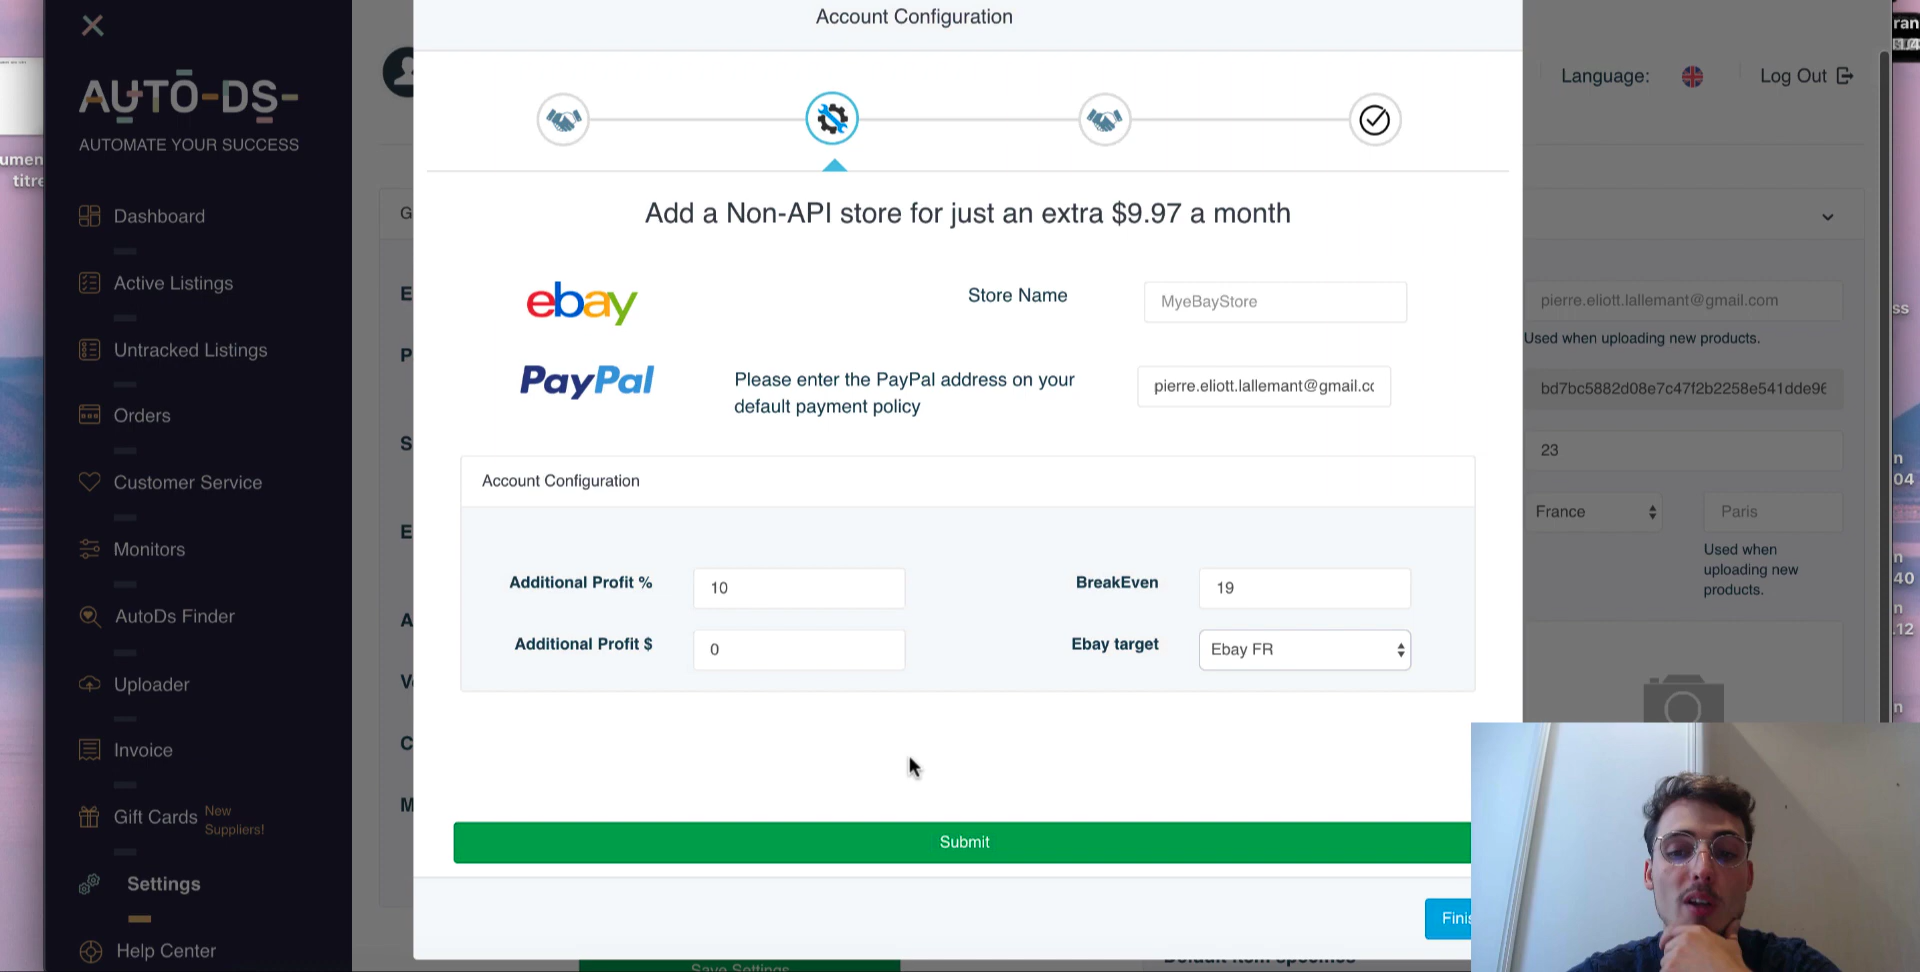 Account Configuration
AUTO-DS-
AUTOMATE YOUR SUCCESS
Language:
Log Out
Dashboard
Active Listings
Untracked Listings
Orders
Customer Service
Monitors
AutoDs Finder
Uploader
Invoice
Gift Cards New Suppliers!
Settings
Help Center
Add a Non-API store for just an extra $9.97 a month
ebay
Store Name
MyeBayStore
PayPal
Please enter the PayPal address on your
default payment policy
pierre.eliott.lallemant@gmail.cc
Account Configuration
Additional Profit %
10
BreakEven
19
Additional Profit $
0
Ebay target
Ebay FR
Submit
Finis
pierre.eliott.lallemant@gmail.com
Used when uploading new products.
bd7bc5882d08e7c47f2b2258e541dde96
23
France
Paris
Used when
uploading new
products.
Save Settings